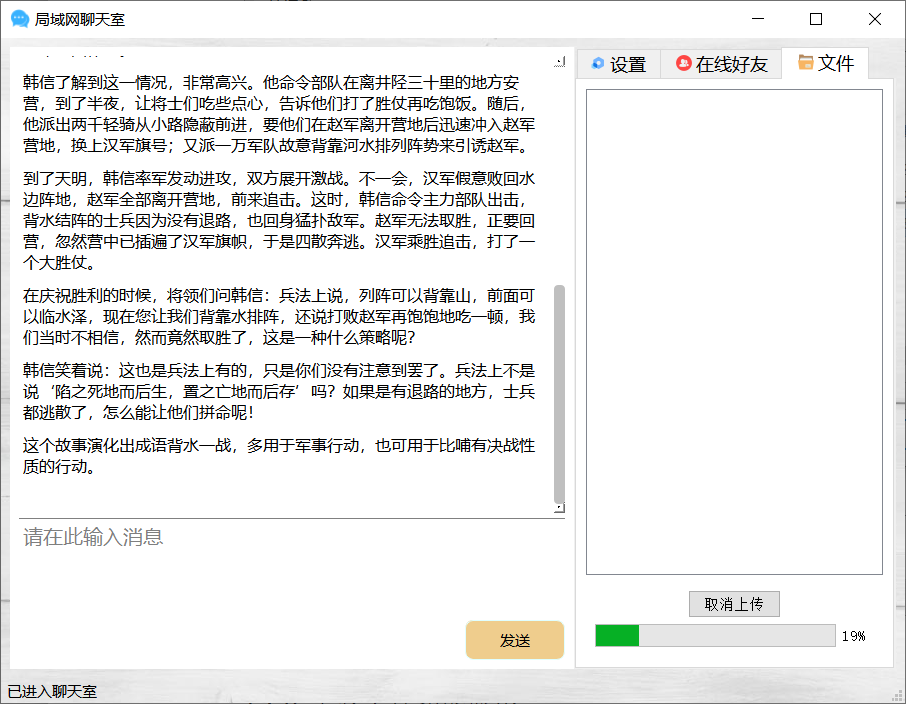 局域网聊天室
韩信了解到这一情况，非常高兴。他命令部队在离井陉三十里的地方安
营，到了半夜，让将士们吃些点心，告诉他们打了胜仗再吃饱饭。随后，
他派出两千轻骑从小路隐蔽前进，要他们在赵军离开营地后迅速冲入赵军
营地，换上汉军旗号；又派一万军队故意背靠河水排列阵势来引诱赵军。
到了天明，韩信率军发动进攻，双方展开激战。不一会，汉军假意败回水
边阵地，赵军全部离开营地，前来追击。这时，韩信命令主力部队出击，
背水结阵的士兵因为没有退路，也回身猛扑敌军。赵军无法取胜，正要回
营，忽然营中已插遍了汉军旗帜，于是四散奔逃。汉军乘胜追击，打了一
个大胜仗。
在庆祝胜利的时候，将领们问韩信：兵法上说，列阵可以背靠山，前面可
以临水泽，现在您让我们背靠水排阵，还说打败赵军再饱饱地吃一顿，我
们当时不相信，然而竟然取胜了，这是一种什么策略呢？
韩信笑着说：这也是兵法上有的，只是你们没有注意到罢了。兵法上不是
说‘陷之死地而后生，置之亡地而后存’吗？如果是有退路的地方，士兵
都逃散了，怎么能让他们拼命呢！
这个故事演化出成语背水一战，多用于军事行动，也可用于比哺有决战性
质的行动。
请在此输入消息
发送
设置
在线好友
文件
取消上传
19%
已进入聊天室